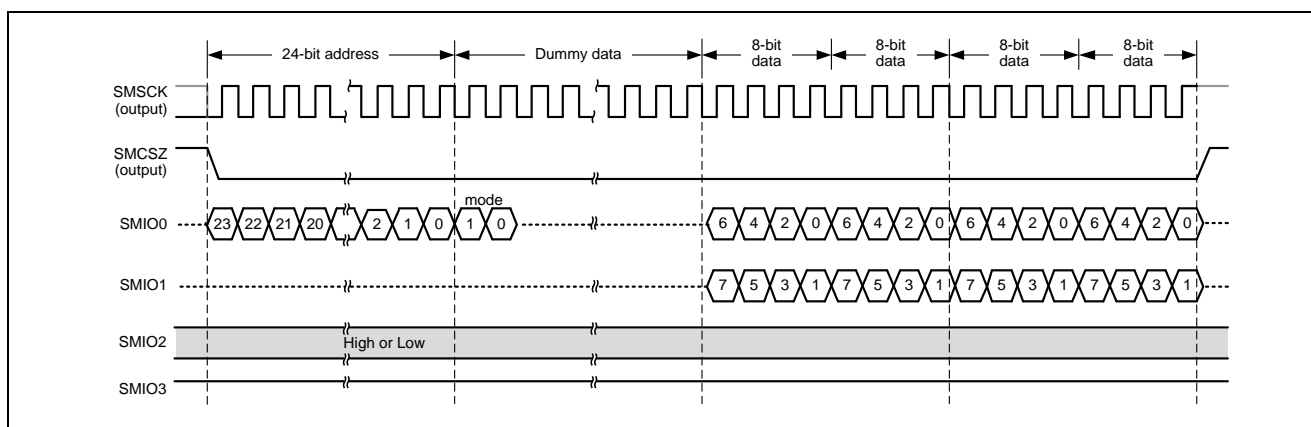 24-bit address Dummy data 8-bit data 8-bit data 8-bit data 8-bit data
SMSCK (output)
SMCSZ (output)
mode
SMIO0 23 22 21 20 2 1 0 1 0 6 4 2 0 6 4 2 0 6 4 2 0 6 4 2 0
SMIO1 7 5 3 1 7 5 3 1 7 5 3 1 7 5 3 1
SMIO2 High or Low
SMIO3